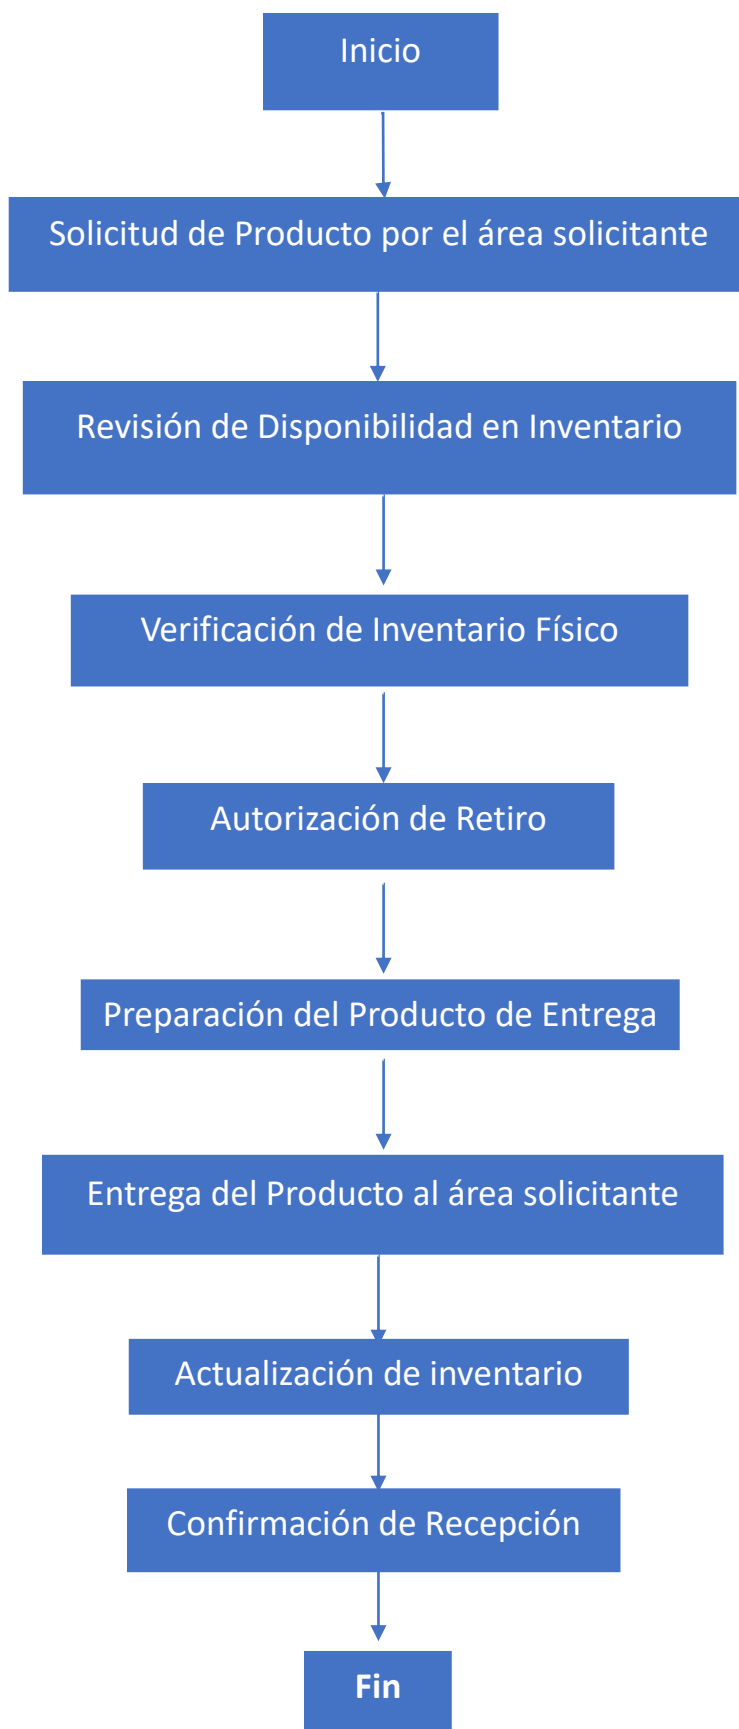 Inicio
Solicitud de Producto por el área solicitante
Revisión de Disponibilidad en Inventario
Verificación de Inventario Físico
Autorización de Retiro
Preparación del Producto de Entrega
Entrega del Producto al área solicitante
Actualización de inventario
Confirmación de Recepción
Fin